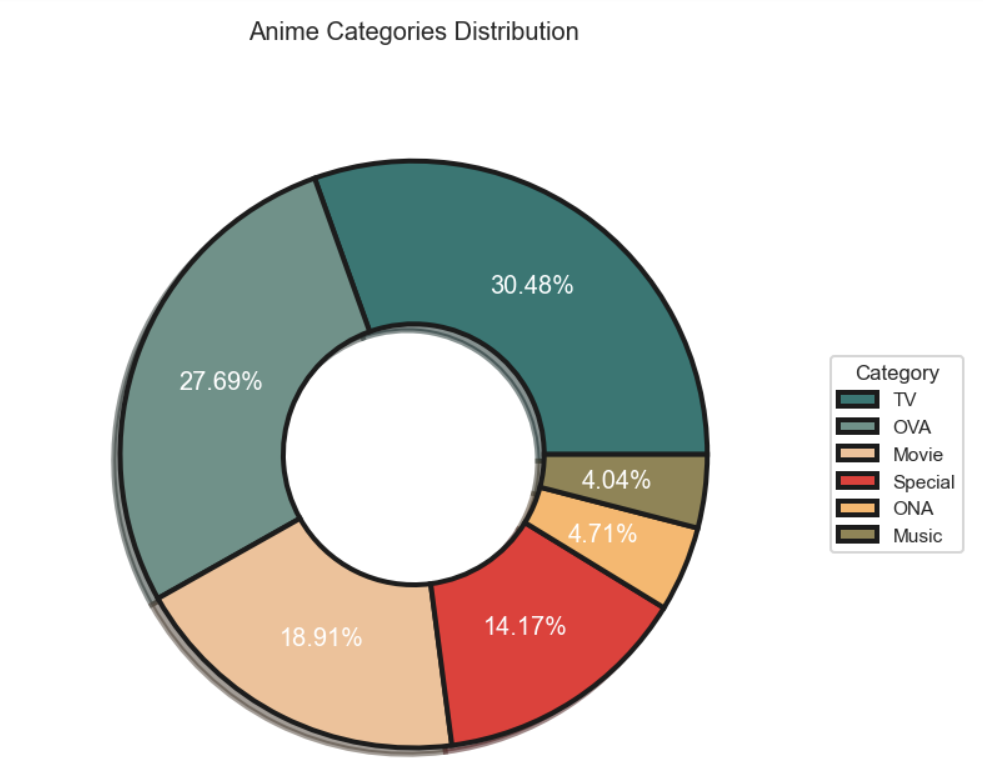 Anime Categories Distribution
30.48%
27.69%
18.91%
14.17%
4.71%
4.04%
Category
TV
OVA
Movie
Special
ONA
Music